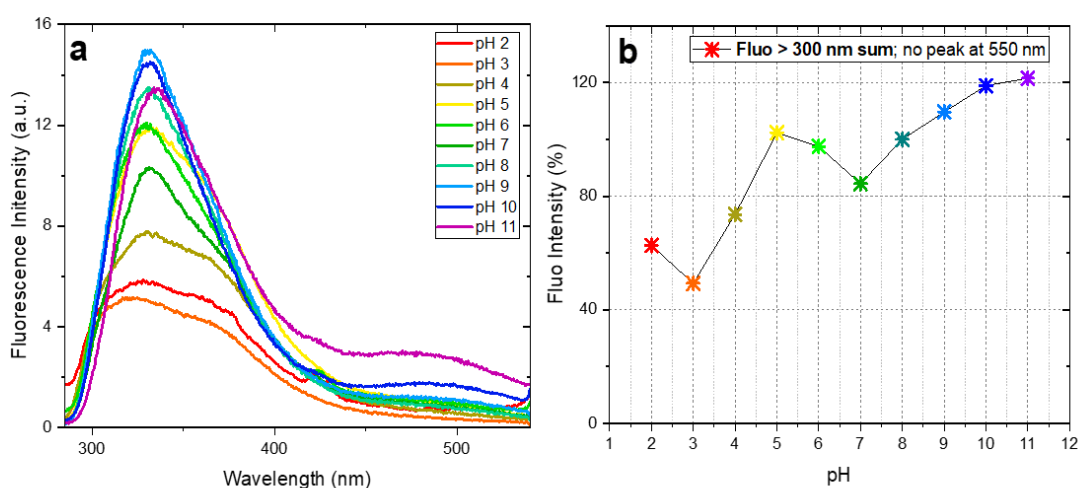 a
16
12
8
4
0
300
400
500
Fluorescence Initensity (a.u.)
Wavelength (nm)
pH 2
pH 3
pH 4
pH 5
pH 6
pH 7
pH 8
pH 9
pH 10
pH 11
b
Fluo > 300 nm sum; no peak at 550 nm
120
80
40
0
1 2 3 4 5 6 7 8 9 10 11 12
Fluo Intensity (%)
pH